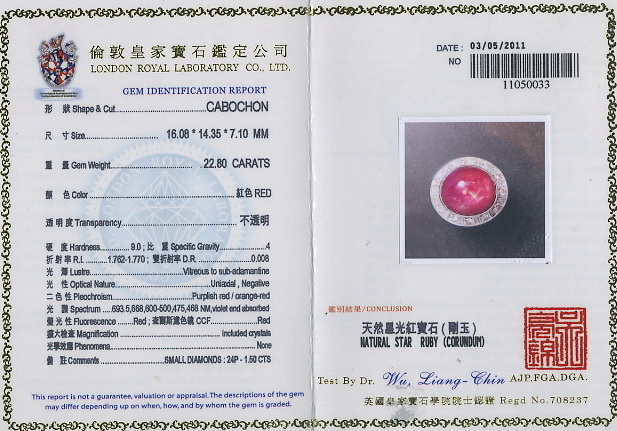 倫敦皇家寶石鑑定公司
LONDON ROYAL LABORATORY CO., LTD.
GEM IDENTIFICATION REPORT
形 狀 Shape & Cut CABOCHON
尺 寸 Size 16.08 * 14.35 * 7.10 MM
重 量 Gem Weight 22.80 CARATS
顏 色 Color 紅色 RED
透明度 Transparency 不透明
硬 度 Hardness 9.0 ; 比 重 Specific Gravity 4
折射率 R.I. 1.762-1.770 ; 雙折射率 D.R. 0.008
光 澤 Lustre Vitreous to sub-adamantine
光 性 Optical Nature Uniaxial , Negative
二色性 Pleochroism Purplish red / orange-red
光 譜 Spectrum 693.5,668,600-500,475,468 NM,violet end absorbed
螢光性 Fluorescence Red ; 查爾斯濾色鏡 CCF Red
擴大檢查 Magnification included crystals
光學效應 Phenomena None
備 註 Comments SMALL DIAMONDS : 24P - 1.50 CTS
This report is not a guarantee, valuation or appraisal. The descriptions of the gem
may differ depending up on when, how, and by whom the gem is graded.
DATE : 03/05/2011
NO
11050033
鑑別結果 / CONCLUSION
天然星光紅寶石 ( 剛玉 )
NATURAL STAR RUBY (CORUNDUM)
Test By Dr. Wu, Liang-Chin A.J.P.FGA.DGA.
英國皇家寶石學院院士認證 Regd No.708237